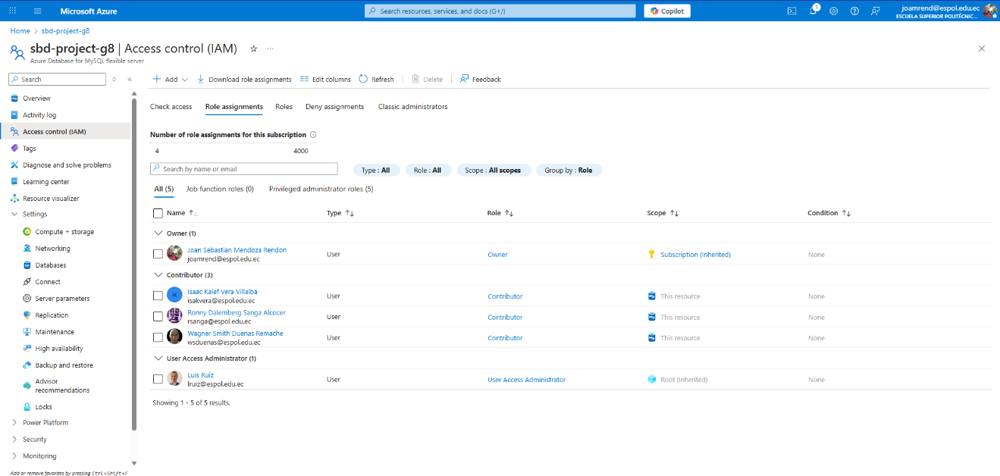 Microsoft Azure
Search resources, services, and docs (G+/)
Copilot
1
joamrend@espol.edu.ec
ESCUELA SUPERIOR POLITÉCNIC...
Home > sbd-project-g8
sbd-project-g8 | Access control (IAM)
Azure Database for MySQL flexible server
Search
Overview
Activity log
Access control (IAM)
Tags
Diagnose and solve problems
Learning center
Resource visualizer
Settings
Compute + storage
Networking
Databases
Connect
Server parameters
Replication
Maintenance
High availability
Backup and restore
Advisor
recommendations
Locks
Power Platform
Security
Monitoring
Add or remove favorites by pressing Ctrl+Shift+F
Add
Download role assignments
Edit columns
Refresh
Delete
Feedback
Check access Role assignments Roles Deny assignments Classic administrators
Number of role assignments for this subscription
4 4000
Search by name or email
Type : All
Role : All
Scope : All scopes
Group by : Role
All (5) Job function roles (0) Privileged administrator roles (5)
Name Type Role Scope Condition
Owner (1)
Joan Sebastian Mendoza Rendon
joamrend@espol.edu.ec
User Owner Subscription (Inherited) None
Contributor (3)
K
Isaac Kalef Vera Villalba
isakvera@espol.edu.ec
User Contributor This resource None
Ronny Dalemberg Sanga Alcocer
rsanga@espol.edu.ec
User Contributor This resource None
Wagner Smith Duenas Remache
wsduenas@espol.edu.ec
User Contributor This resource None
User Access Administrator (1)
Luis Ruiz
lruiz@espol.edu.ec
User User Access Administrator Root (Inherited) None
Showing 1 - 5 of 5 results.